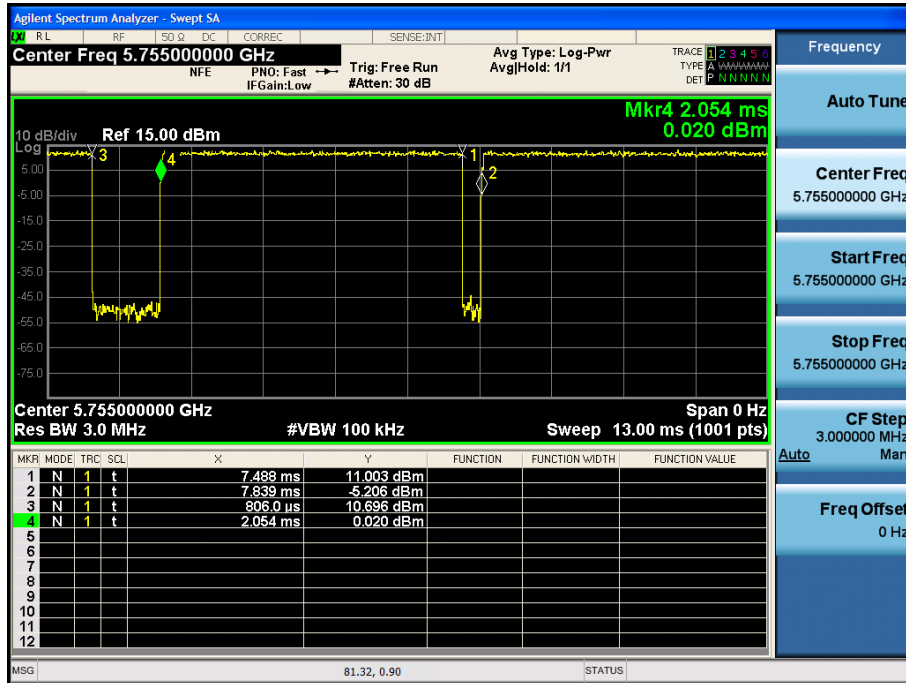 Agilent Spectrum Analyzer - Swept SA
LXI RL RF 50 Ω DC CORREC SENSE:INT
Center Freq 5.755000000 GHz
NFE PNO: Fast Trig: Free Run Avg Type: Log-Pwr TRACE 1 2 3 4 5 6
IFGain:Low #Atten: 30 dB Avg|Hold: 1/1 TYPE A WWWWW
DET P N N N N N
Mkr4 2.054 ms
0.020 dBm
10 dB/div Ref 15.00 dBm
Log
3 4 1 2
5.00
-5.00
-15.0
-25.0
-35.0
-45.0
-55.0
-65.0
-75.0
Center 5.755000000 GHz Span 0 Hz
Res BW 3.0 MHz #VBW 100 kHz Sweep 13.00 ms (1001 pts)
MKR MODE TRC SCL X Y FUNCTION FUNCTION WIDTH FUNCTION VALUE
1 N 1 t 7.488 ms 11.003 dBm
2 N 1 t 7.839 ms -5.206 dBm
3 N 1 t 806.0 µs 10.696 dBm
4 N 1 t 2.054 ms 0.020 dBm
5
6
7
8
9
10
11
12
MSG 81.32, 0.90 STATUS
Frequency
Auto Tune
Center Freq
5.755000000 GHz
Start Freq
5.755000000 GHz
Stop Freq
5.755000000 GHz
CF Step
3.000000 MHz
Auto Man
Freq Offset
0 Hz